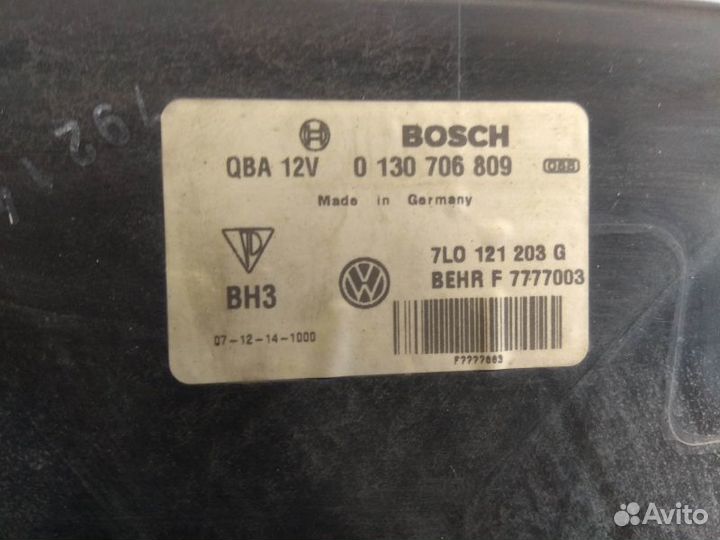 BOSCH
QBA 12V 0 130 706 809
Made in Germany
7L0 121 203 G
BEHR F 7777003
BH3
07-12-14-1000
F7777003
Avito